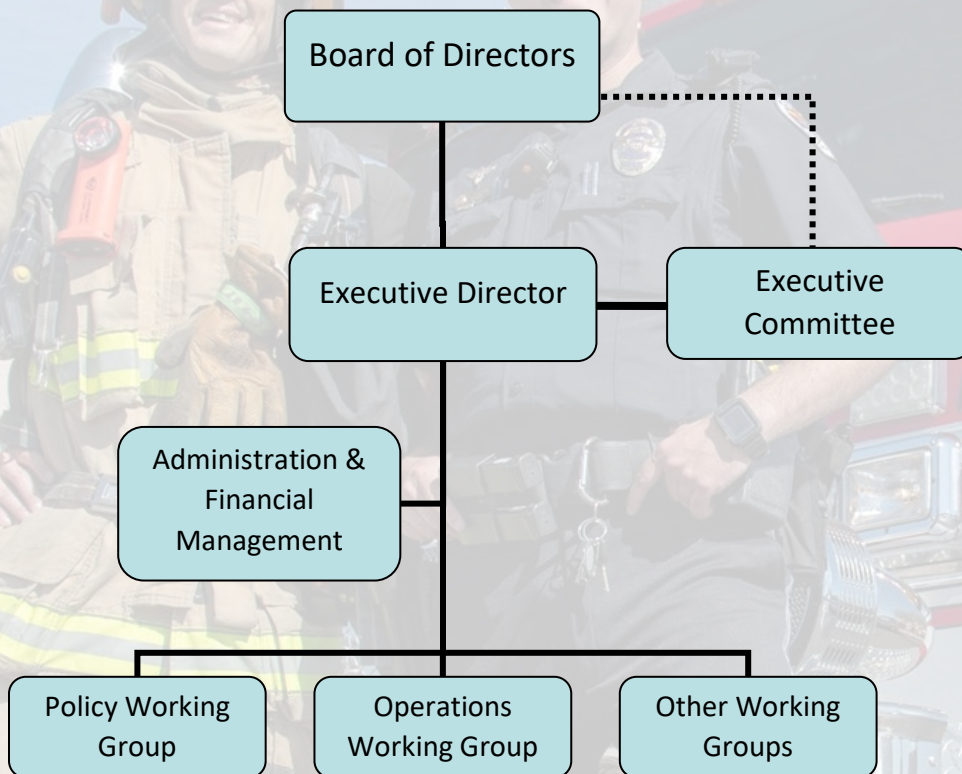 Board of Directors
Executive Director
Executive
Committee
Administration &
Financial
Management
Policy Working
Group
Operations
Working Group
Other Working
Groups